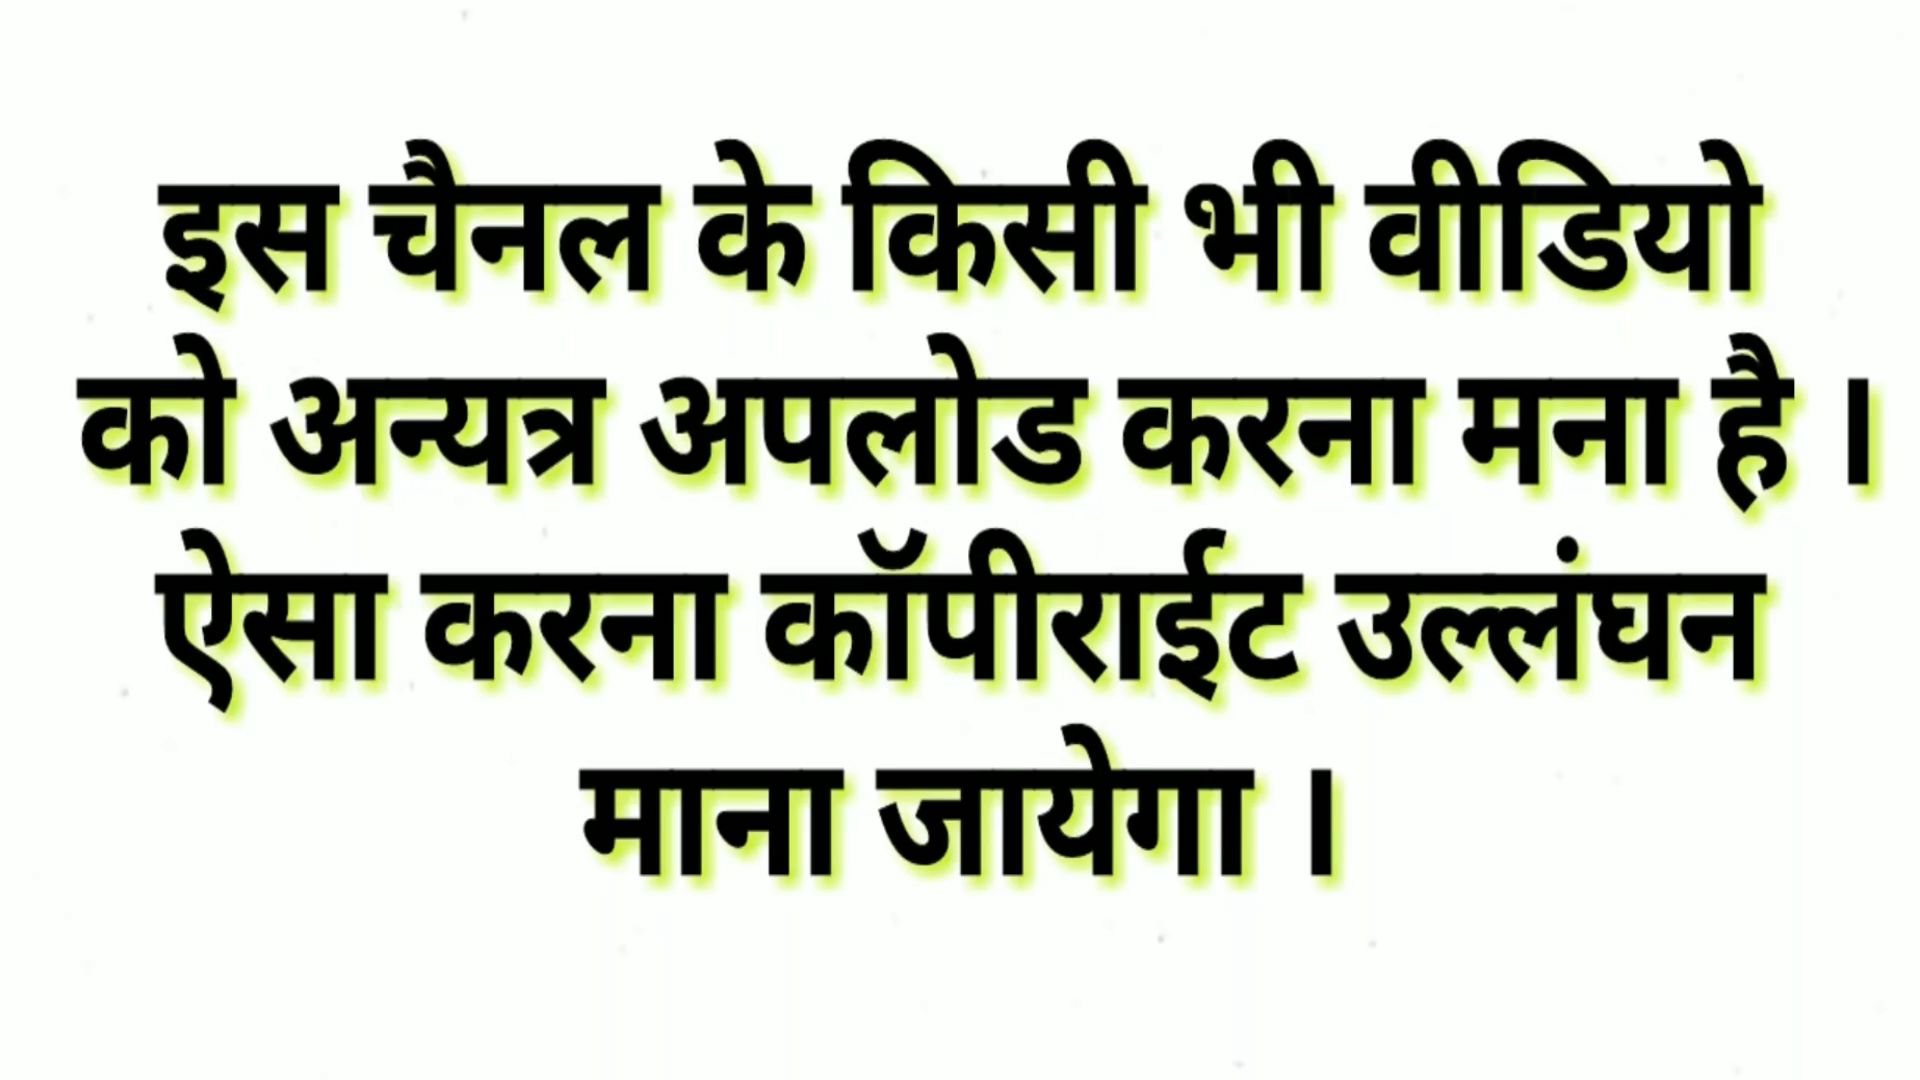 इस चैनल के किसी भी वीडियो
को अन्यत्र अपलोड करना मना है ।
ऐसा करना कॉपीराईट उल्लंघन
माना जायेगा ।